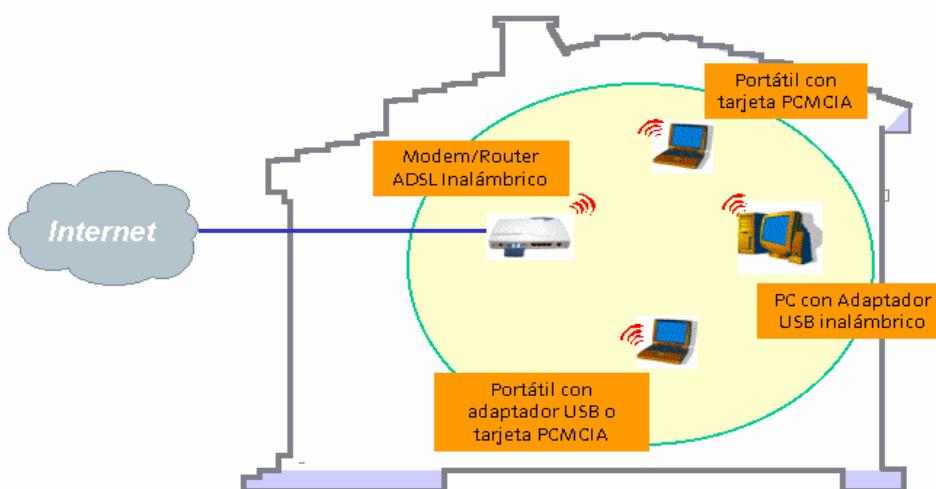 Portátil con
tarjeta PCMCIA
Modem/Router
ADSL Inalámbrico
Internet
PC con Adaptador
USB inalámbrico
Portátil con
adaptador USB o
tarjeta PCMCIA